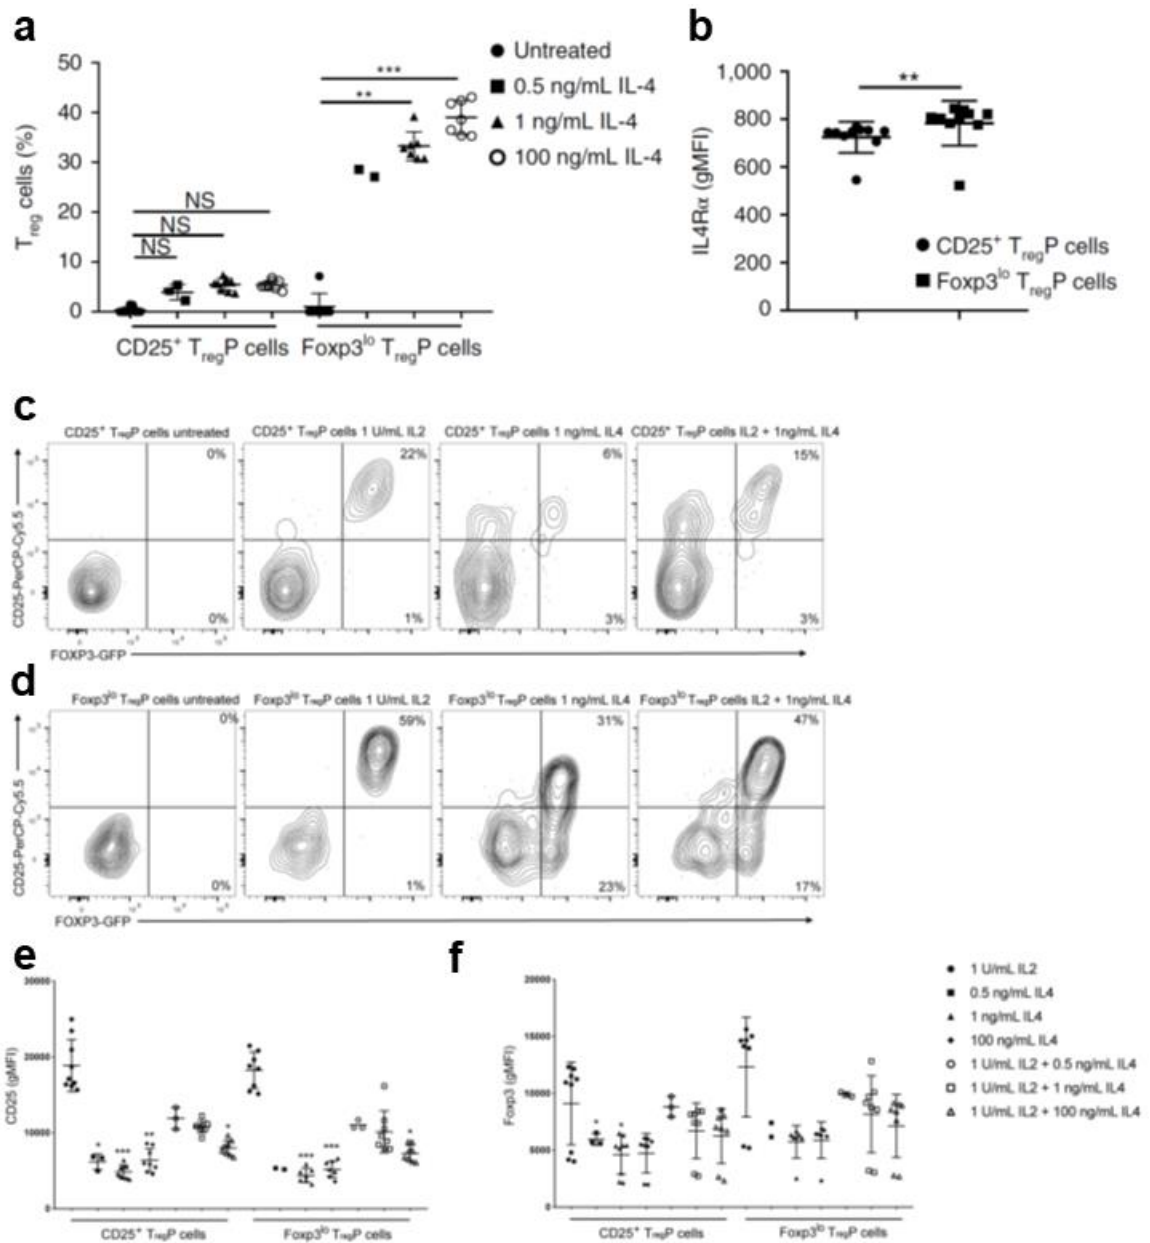 a
50
40
30
20
10
0
Treg cells (%)
NS
NS
NS
**
***
Untreated
0.5 ng/mL IL-4
1 ng/mL IL-4
100 ng/mL IL-4
CD25+ TregP cells Foxp3lo TregP cells
b
1,000
800
600
400
200
0
IL4Rα (gMFI)
**
CD25+ TregP cells
Foxp3lo TregP cells
c
CD25+ TregP cells untreated
CD25+ TregP cells 1 U/mL IL2
CD25+ TregP cells 1 ng/mL IL4
CD25+ TregP cells IL2 + 1ng/mL IL4
0% 22% 6% 15%
CD25-PerCP-Cy5.5
0% 1% 3% 3%
FOXP3-GFP
d
Foxp3lo TregP cells untreated
Foxp3lo TregP cells 1 U/mL IL2
Foxp3lo TregP cells 1 ng/mL IL4
Foxp3lo TregP cells IL2 + 1ng/mL IL4
0% 59% 31% 47%
CD25-PerCP-Cy5.5
0% 1% 23% 17%
FOXP3-GFP
e
30000
20000
10000
0
CD25 (gMFI)
* *** ** * *** *** *
CD25+ TregP cells Foxp3lo TregP cells
f
20000
15000
10000
5000
0
Foxp3 (gMFI)
* *
CD25+ TregP cells Foxp3lo TregP cells
1 U/mL IL2
0.5 ng/mL IL4
1 ng/mL IL4
100 ng/mL IL4
1 U/mL IL2 + 0.5 ng/mL IL4
1 U/mL IL2 + 1 ng/mL IL4
1 U/mL IL2 + 100 ng/mL IL4